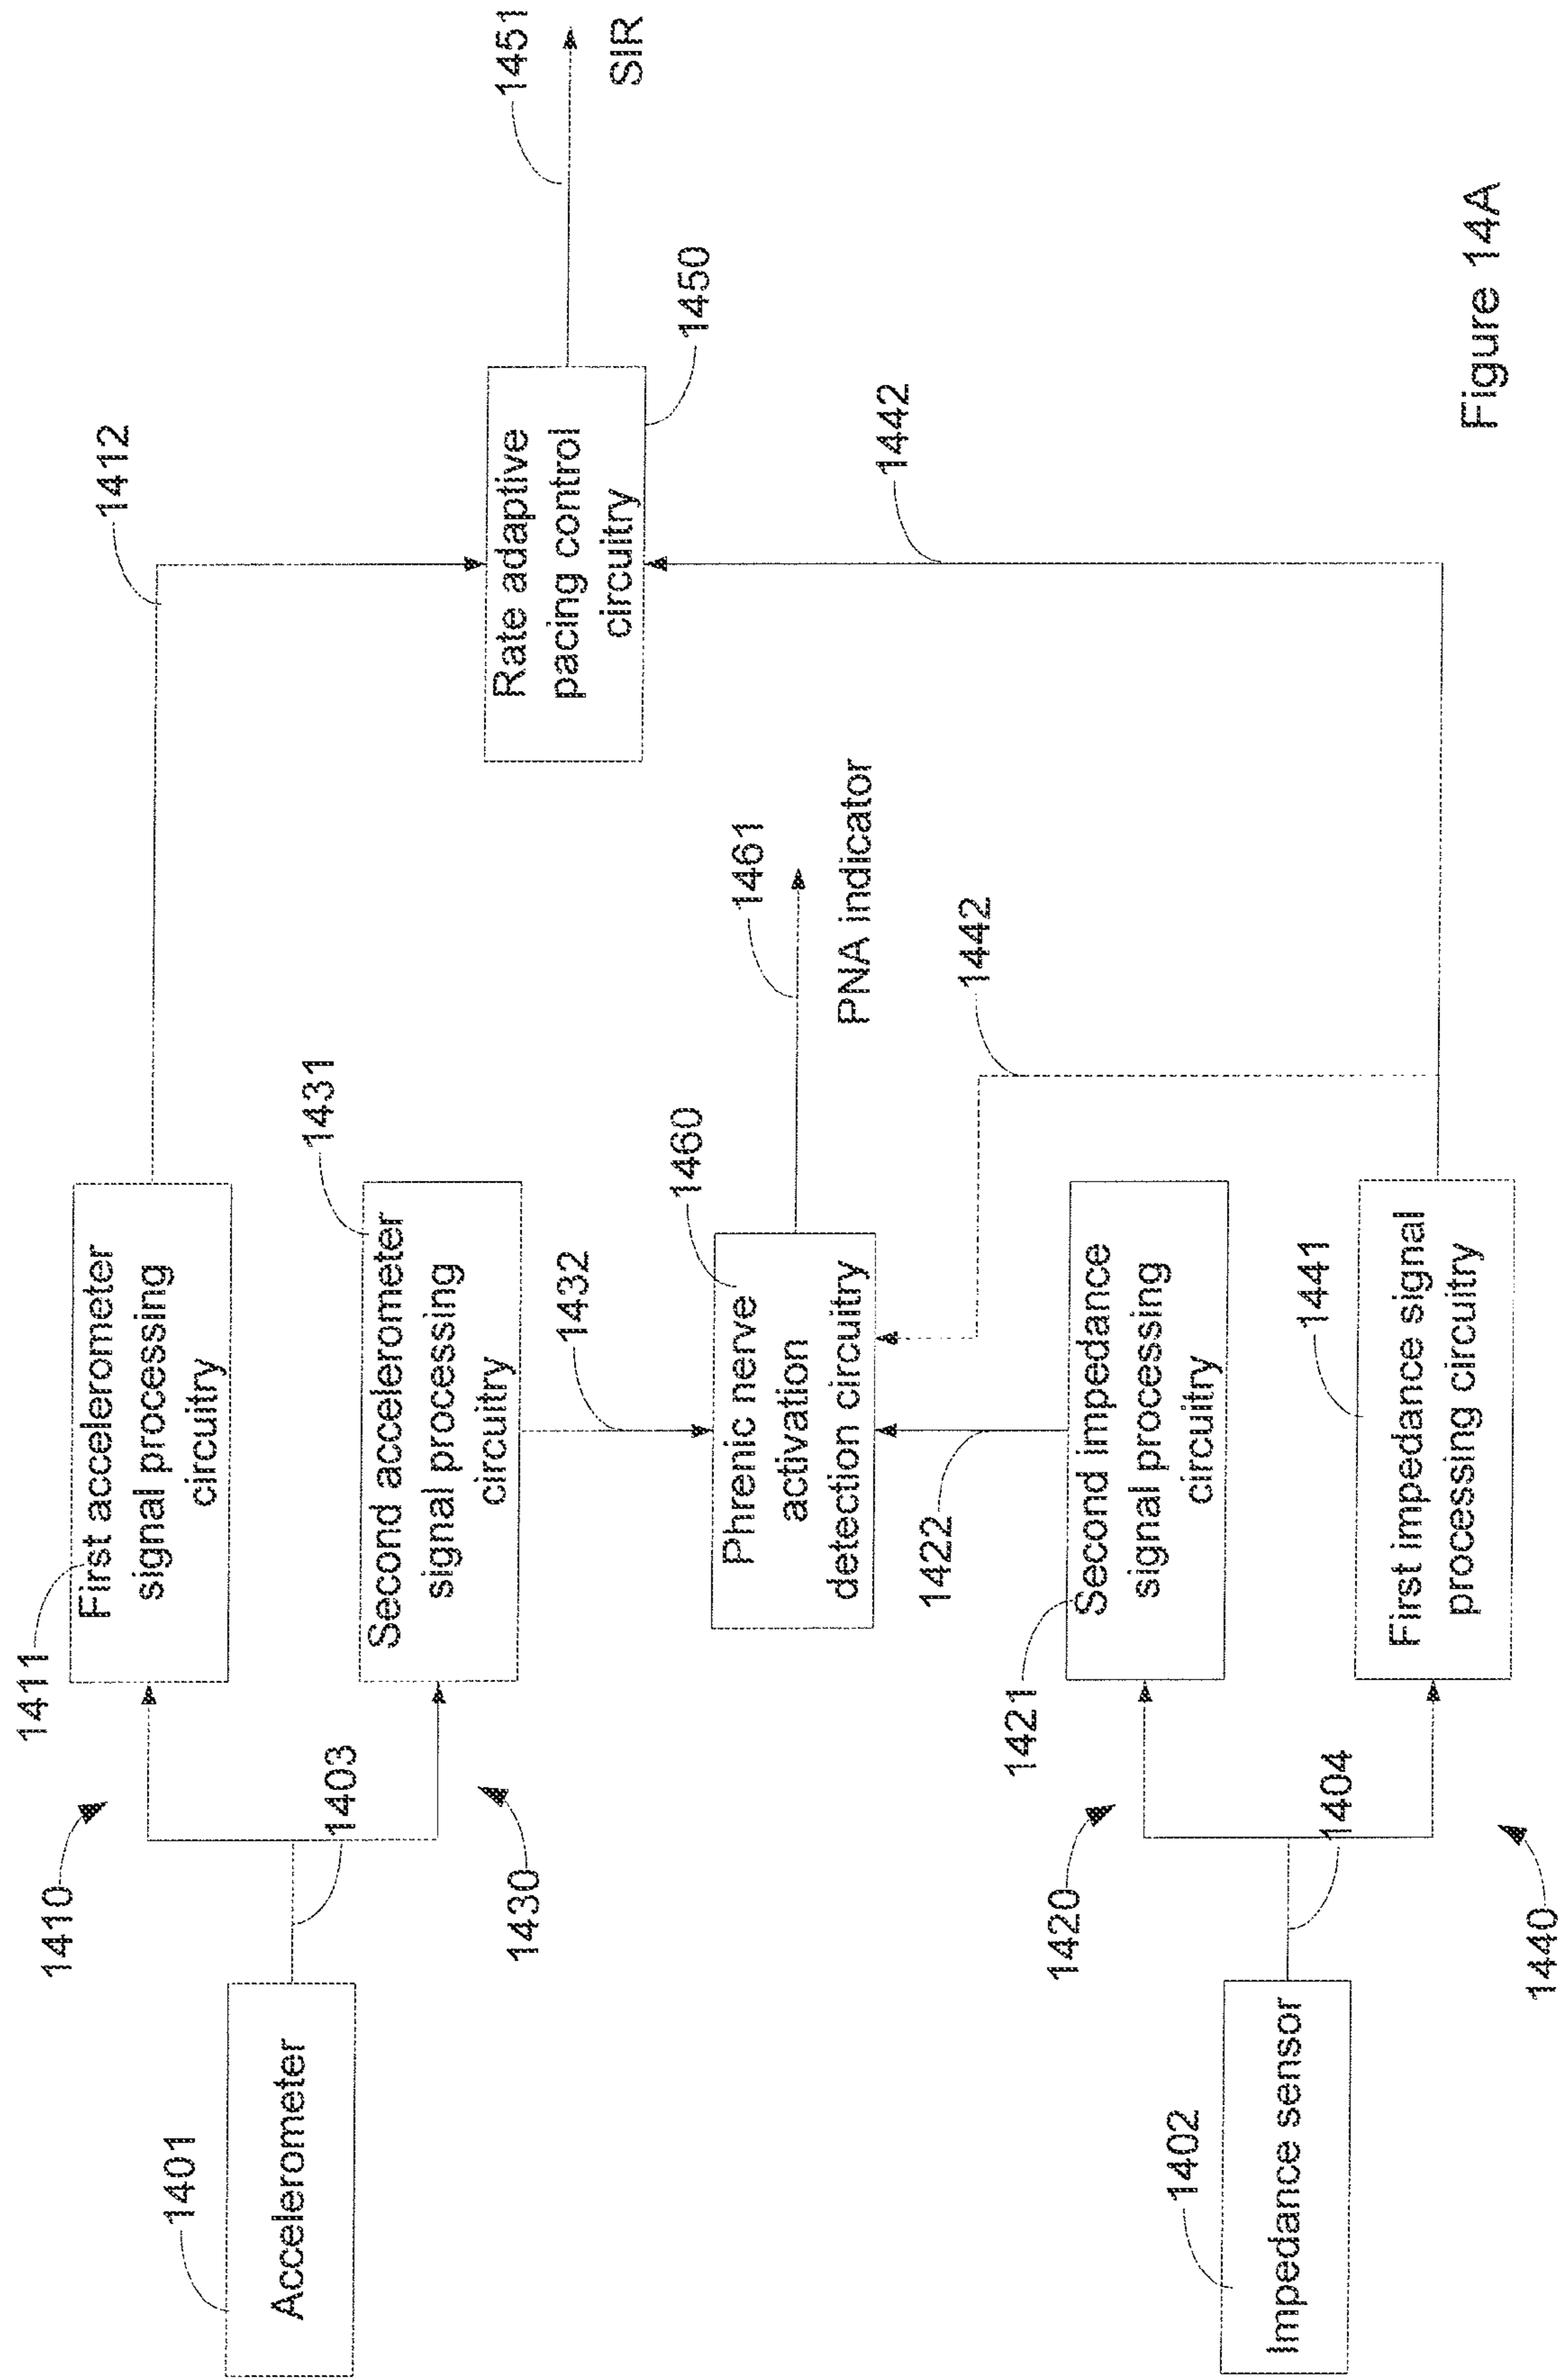 1401
Accelerometer
1403
1410
1430
1411
First accelerometer
signal processing
circuitry
1412
1431
Second accelerometer
signal processing
circuitry
1432
1460
Phrenic nerve
activation
detection circuitry
1461
PNA indicator
Rate adaptive
pacing control
circuitry
1450
1451
SIR
1402
Impedance sensor
1404
1420
1440
1421
Second impedance
signal processing
circuitry
1422
1442
1441
First impedance signal
processing circuitry
1442
Figure 14A